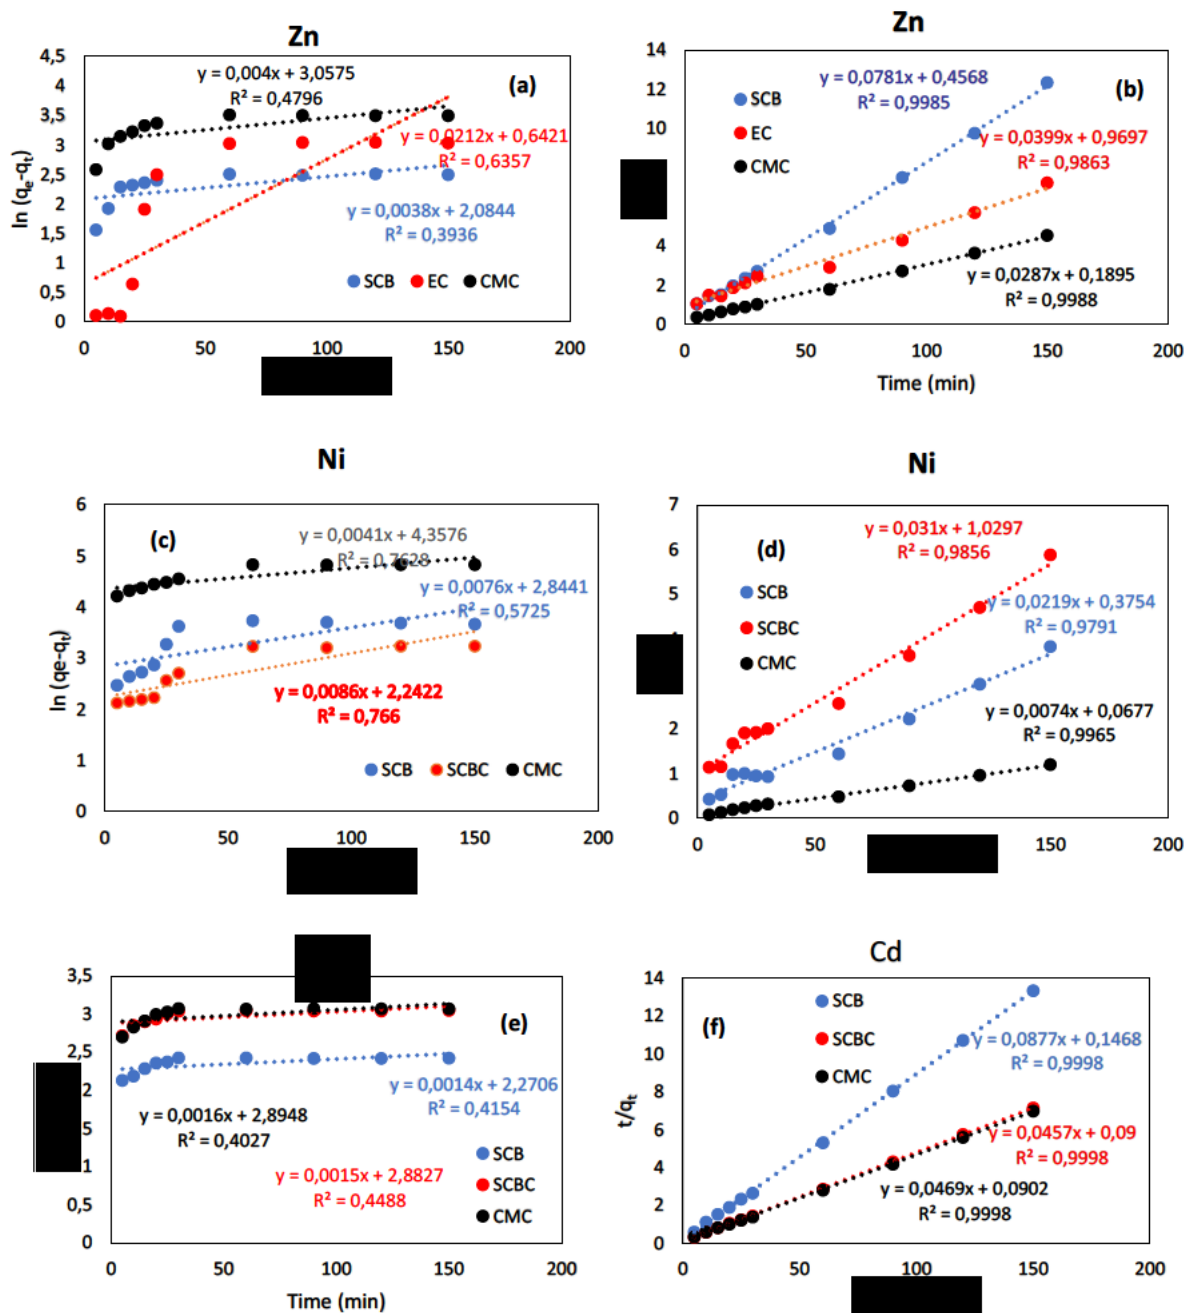 Zn
4,5
4
3,5
3
2,5
2
1,5
1
0,5
0
ln (qe-qt)
y = 0,004x + 3,0575
R² = 0,4796
(a)
y = 0,0212x + 0,6421
R² = 0,6357
y = 0,0038x + 2,0844
R² = 0,3936
SCB EC CMC
0 50 100 150 200
Zn
14
12
10
4
2
0
y = 0,0781x + 0,4568
R² = 0,9985
(b)
SCB
EC
CMC
y = 0,0399x + 0,9697
R² = 0,9863
y = 0,0287x + 0,1895
R² = 0,9988
0 50 100 150 200
Time (min)
Ni
6
5
4
3
2
1
0
ln (qe-qt)
(c)
y = 0,0041x + 4,3576
R² = 0,7628
y = 0,0076x + 2,8441
R² = 0,5725
y = 0,0086x + 2,2422
R² = 0,766
SCB SCBC CMC
0 50 100 150 200
Ni
7
6
5
2
1
0
y = 0,031x + 1,0297
R² = 0,9856
(d)
SCB
SCBC
CMC
y = 0,0219x + 0,3754
R² = 0,9791
y = 0,0074x + 0,0677
R² = 0,9965
0 50 100 150 200
3,5
3
2,5
2
1,5
1
0,5
0
(e)
y = 0,0014x + 2,2706
R² = 0,4154
y = 0,0016x + 2,8948
R² = 0,4027
y = 0,0015x + 2,8827
R² = 0,4488
SCB
SCBC
CMC
0 50 100 150 200
Time (min)
Cd
14
12
10
8
6
4
2
0
t/qt
(f)
SCB
SCBC
CMC
y = 0,0877x + 0,1468
R² = 0,9998
y = 0,0457x + 0,09
R² = 0,9998
y = 0,0469x + 0,0902
R² = 0,9998
0 50 100 150 200